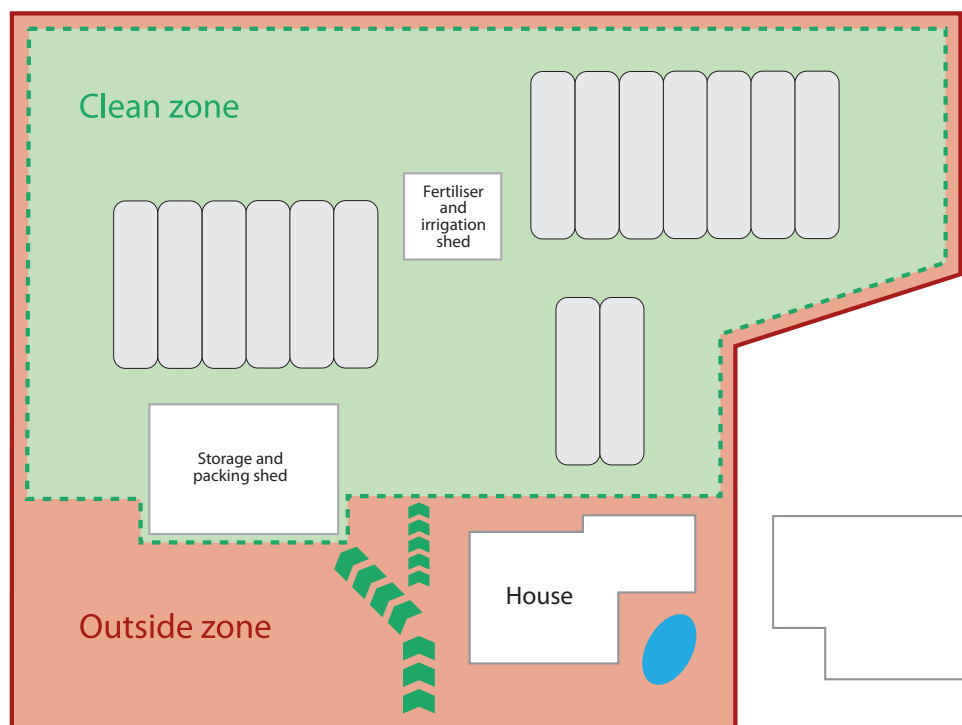 Clean zone
Fertiliser
and
irrigation
shed
Storage and
packing shed
House
Outside zone